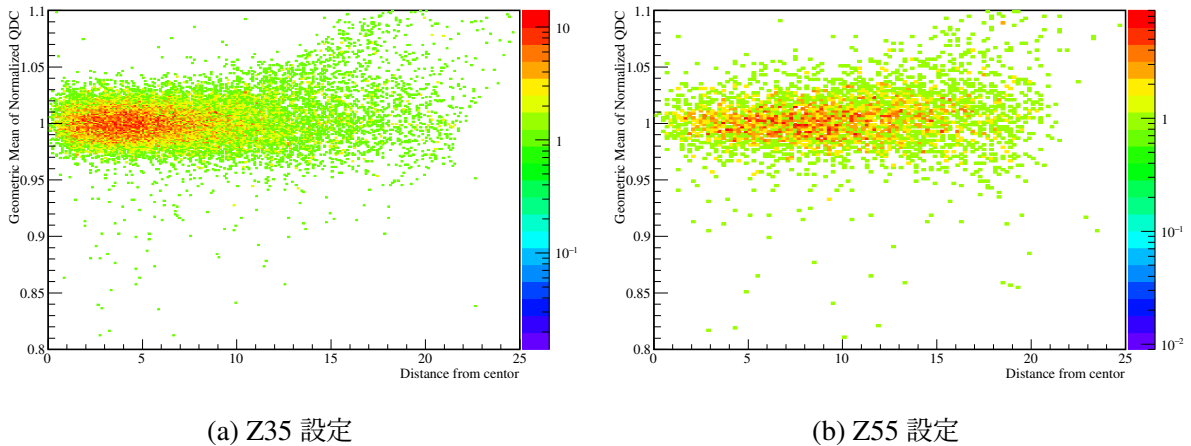 Geometric Mean of Normalized QDC
1.1
1.05
1
0.95
0.9
0.85
0.8
0 5 10 15 20 25
Distance from centor
10
1
10⁻¹
(a) Z35 設定
Geometric Mean of Normalized QDC
1.1
1.05
1
0.95
0.9
0.85
0.8
0 5 10 15 20 25
Distance from centor
1
10⁻¹
10⁻²
(b) Z55 設定